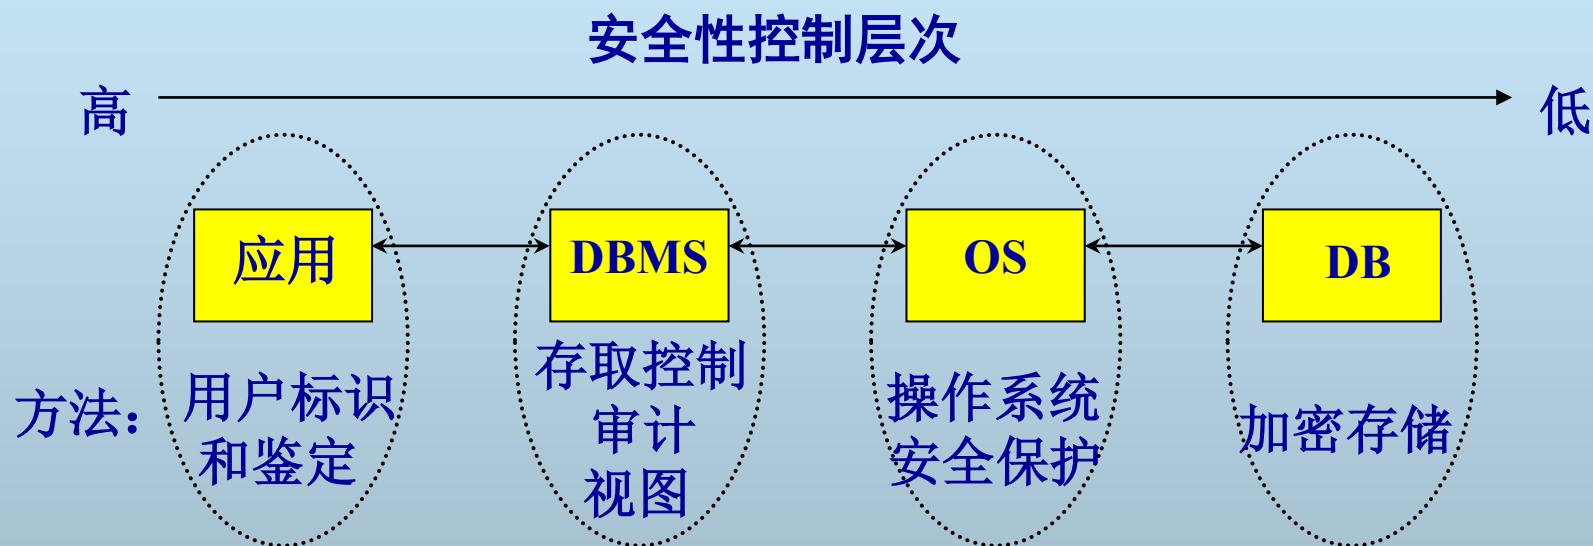 安全性控制层次
高
低
应用
DBMS
OS
DB
方法：
用户标识
和鉴定
存取控制
审计
视图
操作系统
安全保护
加密存储